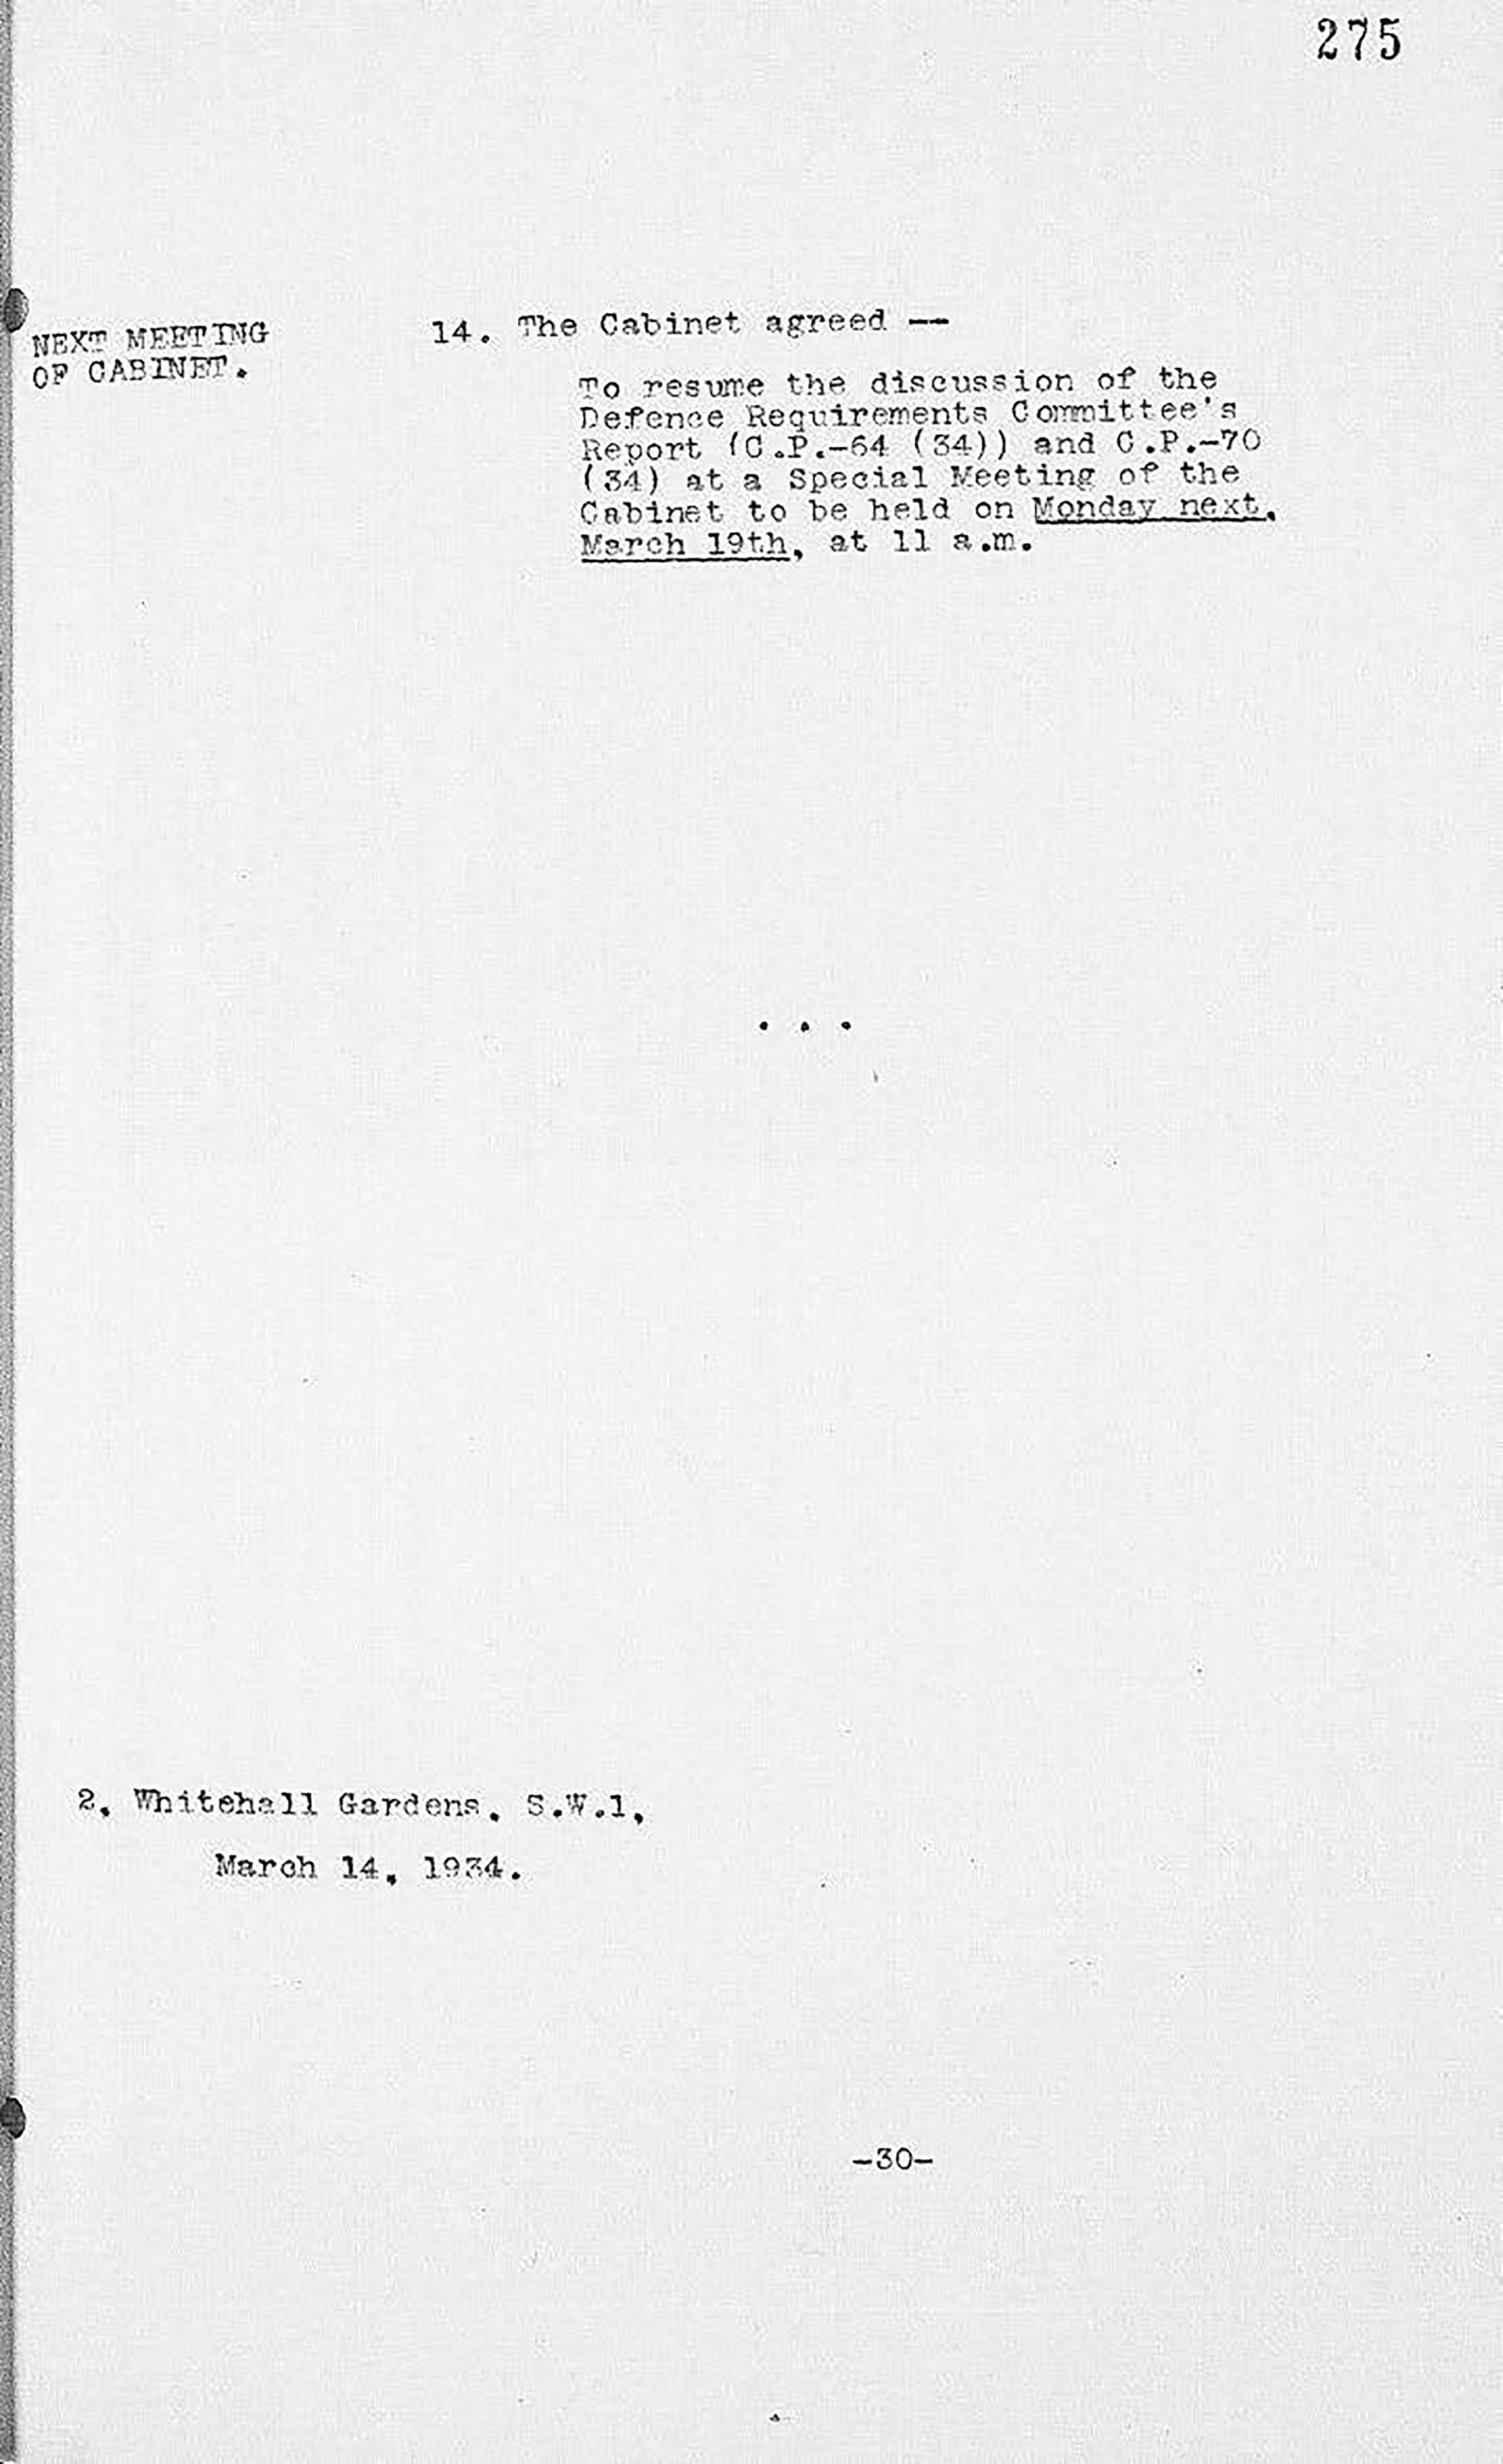 275
NEXT MEETING
OF CABINET.
14. The Cabinet agreed --
To resume the discussion of the
Defence Requirements Committee's
Report (C.P.-64 (34)) and C.P.-70
(34) at a Special Meeting of the
Cabinet to be held on Monday next,
March 19th, at 11 a.m.
. . .
2, Whitehall Gardens, S.W.1,
March 14, 1934.
-30-